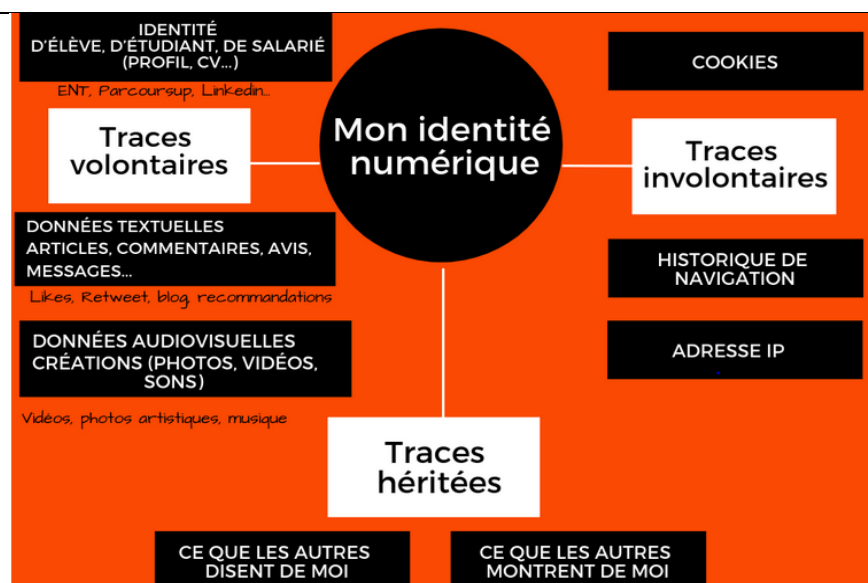 IDENTITÉ
D'ÉLÈVE, D'ÉTUDIANT, DE SALARIÉ
(PROFIL, CV...)
ENT, Parcoursup, Linkedin...
Traces
volontaires
Mon identité
numérique
COOKIES
Traces
involontaires
DONNÉES TEXTUELLES
ARTICLES, COMMENTAIRES, AVIS,
MESSAGES...
Likes, Retweet, blog, recommandations
HISTORIQUE DE
NAVIGATION
DONNÉES AUDIOVISUELLES
CRÉATIONS (PHOTOS, VIDÉOS,
SONS)
Vidéos, photos artistiques, musique
ADRESSE IP
Traces
héritées
CE QUE LES AUTRES
DISENT DE MOI
CE QUE LES AUTRES
MONTRENT DE MOI